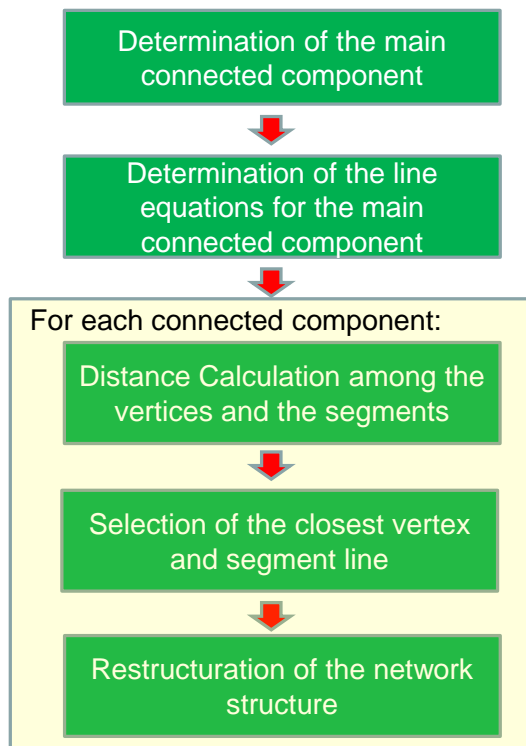 Determination of the main
connected component
Determination of the line
equations for the main
connected component
For each connected component:
Distance Calculation among the
vertices and the segments
Selection of the closest vertex
and segment line
Restructuration of the network
structure